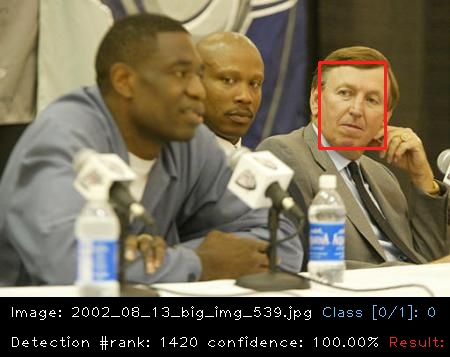 Image: 2002_08_13_big_img_539.jpg Class [0/1]: 0
Detection #rank: 1420 confidence: 100.00% Result: